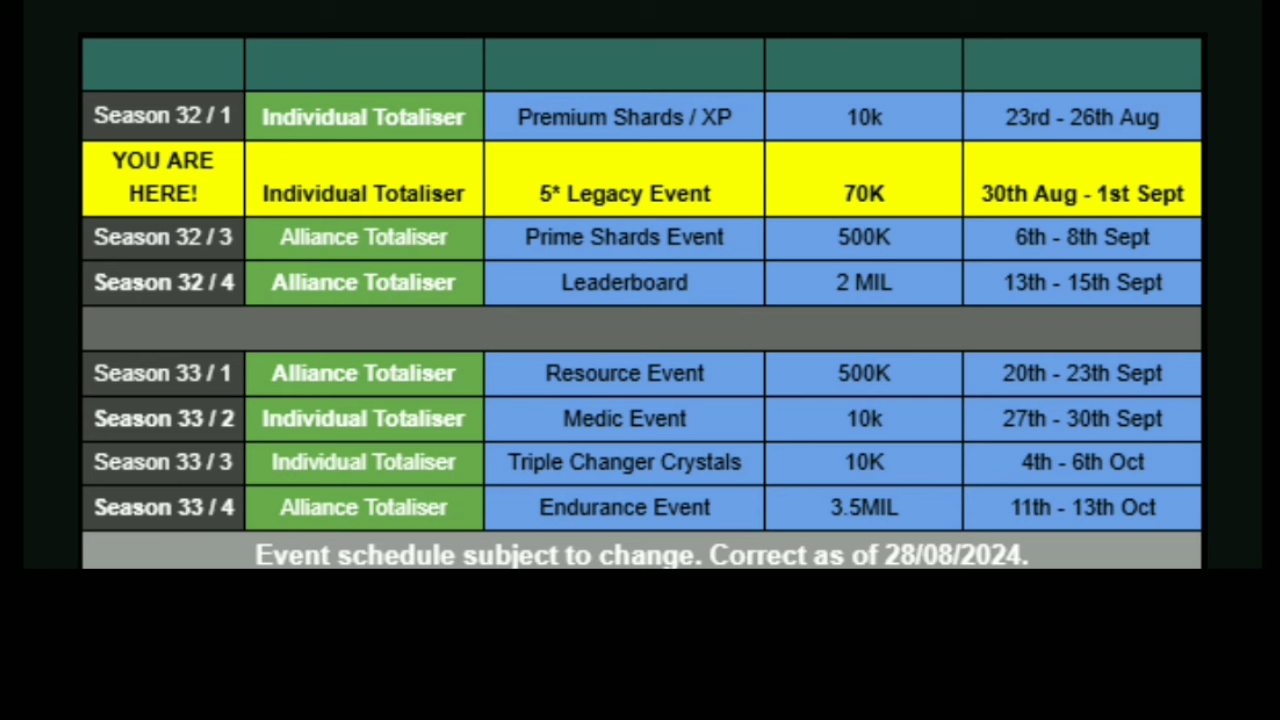 Season 32 / 1 Individual Totaliser Premium Shards / XP 10k 23rd - 26th Aug
YOU ARE
HERE! Individual Totaliser 5* Legacy Event 70K 30th Aug - 1st Sept
Season 32 / 3 Alliance Totaliser Prime Shards Event 500K 6th - 8th Sept
Season 32 / 4 Alliance Totaliser Leaderboard 2 MIL 13th - 15th Sept
Season 33 / 1 Alliance Totaliser Resource Event 500K 20th - 23th Sept
Season 33 / 2 Individual Totaliser Medic Event 10k 27th - 30th Sept
Season 33 / 3 Individual Totaliser Triple Changer Crystals 10K 4th - 6th Oct
Season 33 / 4 Alliance Totaliser Endurance Event 3.5MIL 11th - 13th Oct
Event schedule subject to change. Correct as of 28/08/2024.